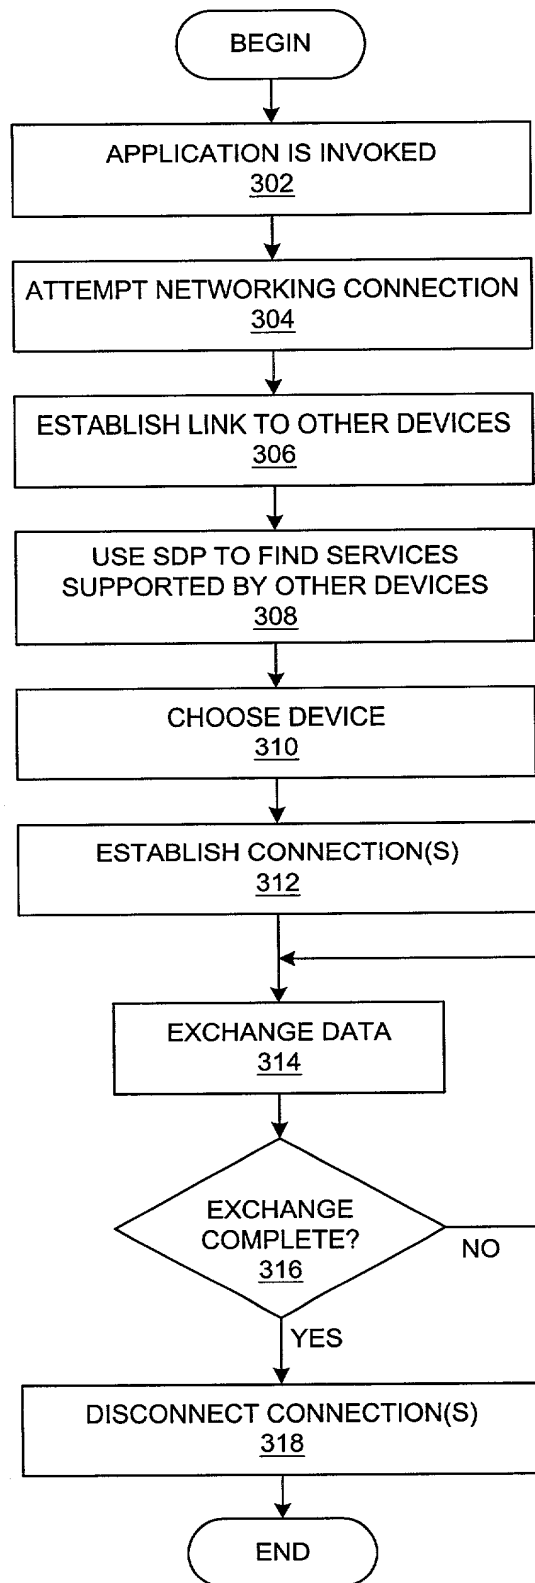 BEGIN
APPLICATION IS INVOKED
302
ATTEMPT NETWORKING CONNECTION
304
ESTABLISH LINK TO OTHER DEVICES
306
USE SDP TO FIND SERVICES
SUPPORTED BY OTHER DEVICES
308
CHOOSE DEVICE
310
ESTABLISH CONNECTION(S)
312
EXCHANGE DATA
314
EXCHANGE
COMPLETE?
316
NO
YES
DISCONNECT CONNECTION(S)
318
END